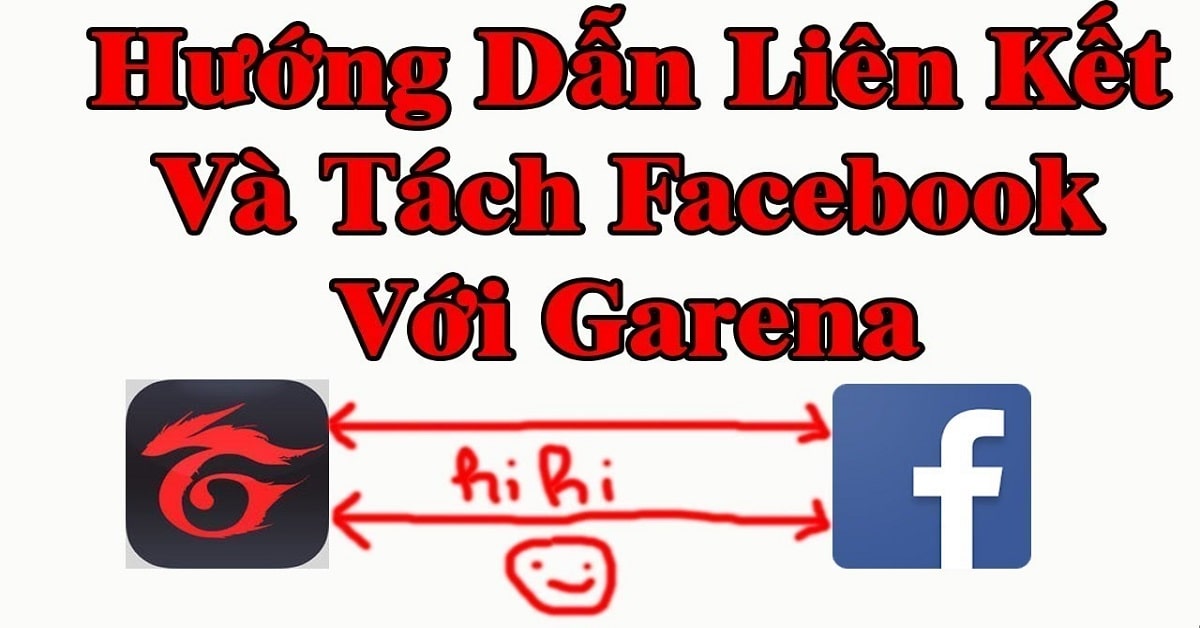 Hướng Dẫn Liên Kết
Và Tách Facebook
Với Garena
hiHi
f